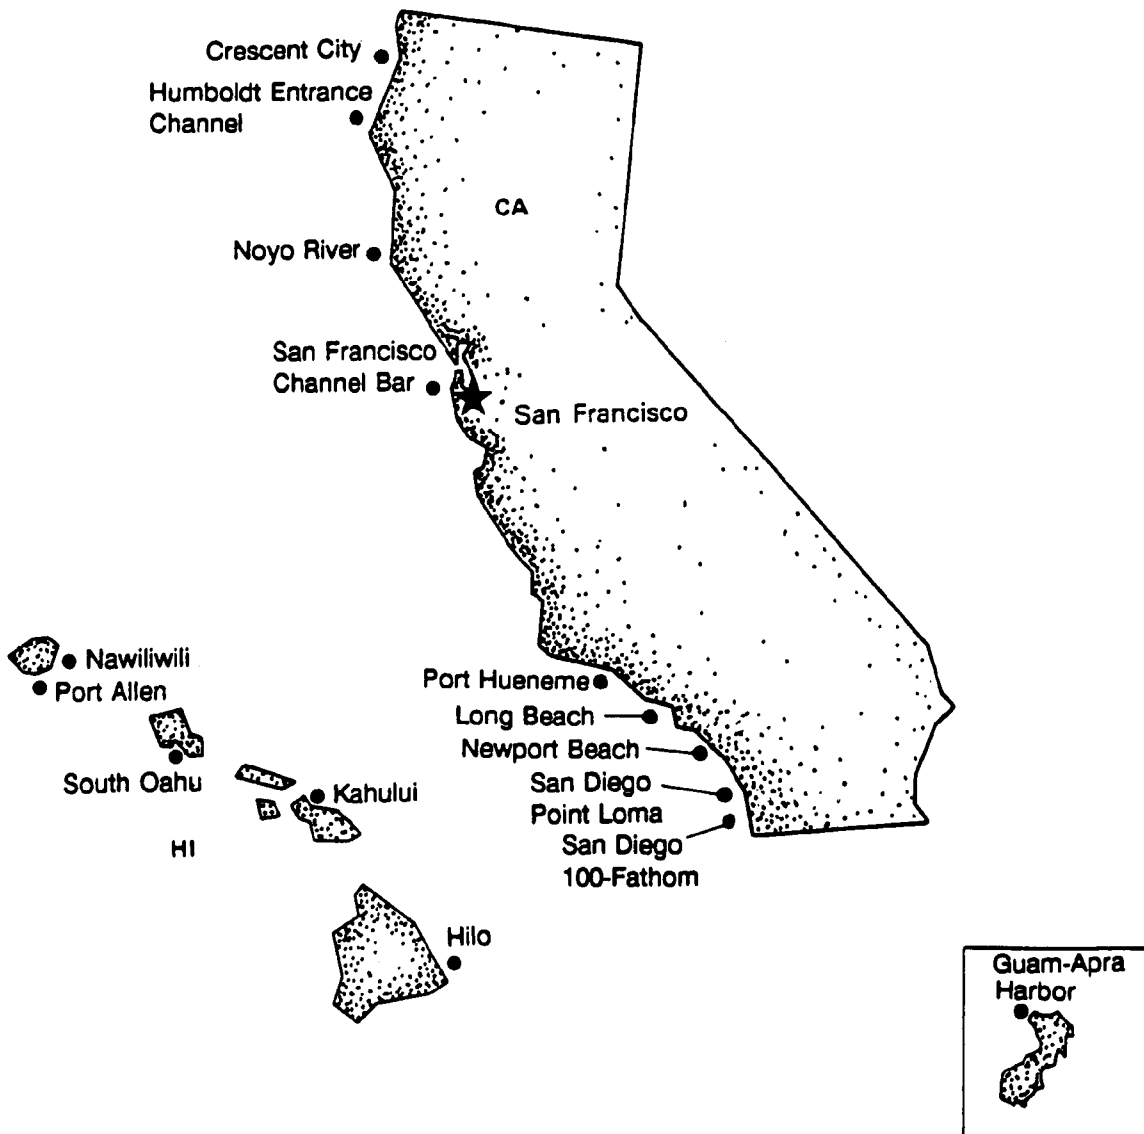 Crescent City
Humboldt Entrance
Channel
CA
Noyo River
San Francisco
Channel Bar
San Francisco
Nawiliwili
Port Allen
South Oahu
Kahului
HI
Hilo
Port Hueneme
Long Beach
Newport Beach
San Diego
Point Loma
San Diego
100-Fathom
Guam-Apra
Harbor